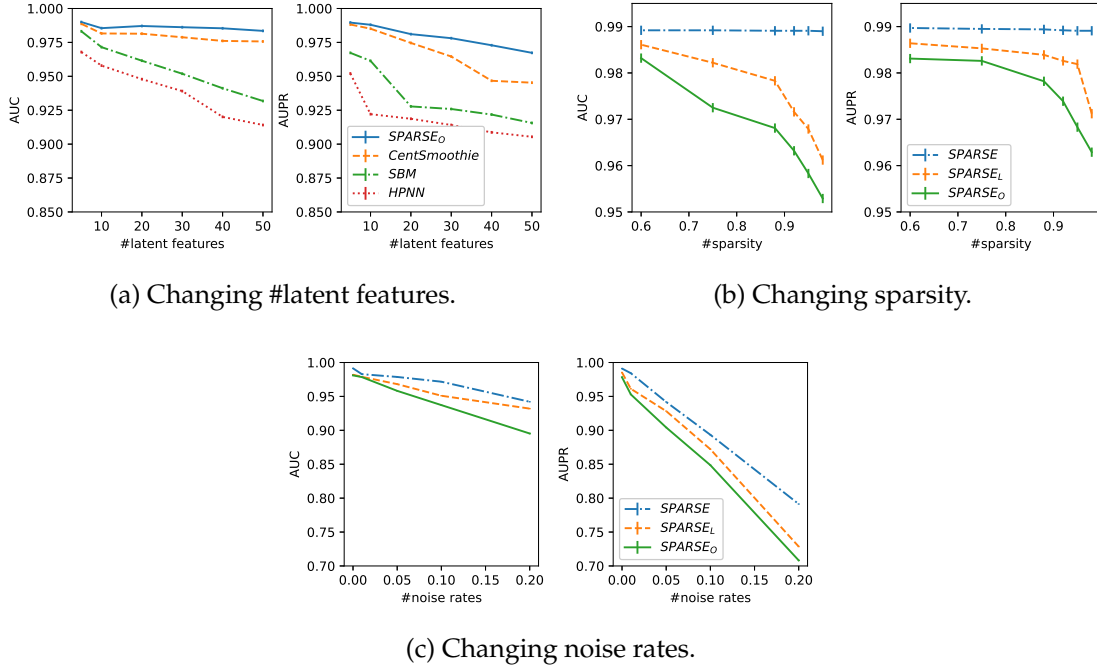 1.000
0.975
0.950
0.925
0.900
0.875
0.850
AUC
10 20 30 40 50
#latent features
1.000
0.975
0.950
0.925
0.900
0.875
0.850
AUPR
10 20 30 40 50
#latent features
SPARSE_O
CentSmoothie
SBM
HPNN
0.99
0.98
0.97
0.96
0.95
AUC
0.6 0.7 0.8 0.9
#sparsity
0.99
0.98
0.97
0.96
0.95
AUPR
0.6 0.7 0.8 0.9
#sparsity
SPARSE
SPARSE_L
SPARSE_O
(a) Changing #latent features.
(b) Changing sparsity.
1.00
0.95
0.90
0.85
0.80
0.75
0.70
AUC
0.00 0.05 0.10 0.15 0.20
#noise rates
1.00
0.95
0.90
0.85
0.80
0.75
0.70
AUPR
0.00 0.05 0.10 0.15 0.20
#noise rates
SPARSE
SPARSE_L
SPARSE_O
(c) Changing noise rates.